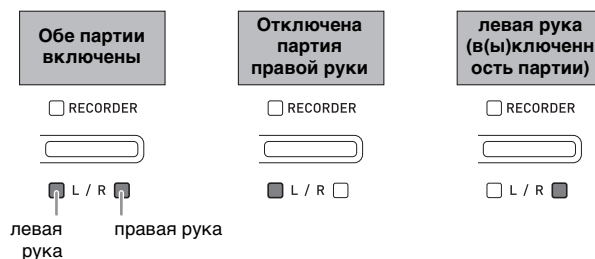 Обе партии
включены
Отключена
партия
правой руки
левая рука
(в(ы)ключенн
ость партии)
RECORDER
RECORDER
RECORDER
L / R
L / R
L / R
левая
рука
правая рука